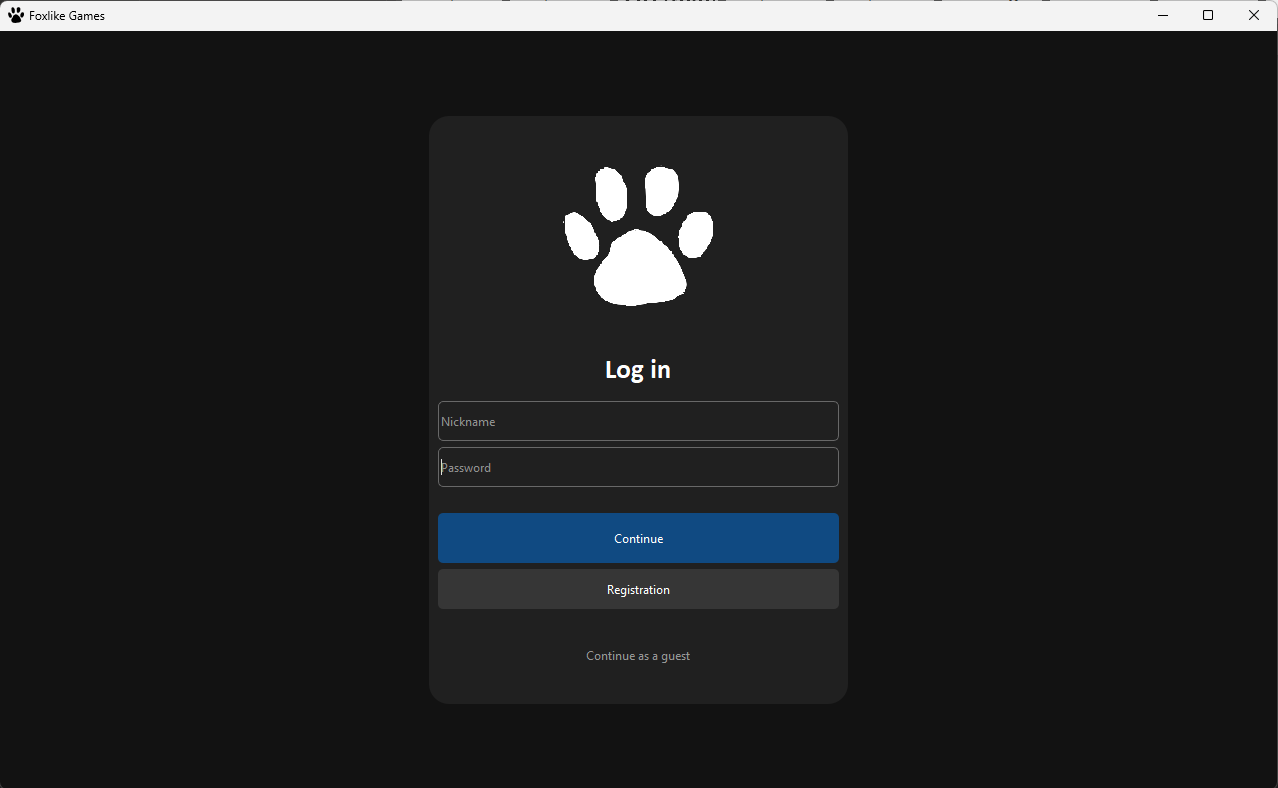 Foxlike Games
Log in
Nickname
Password
Continue
Registration
Continue as a guest